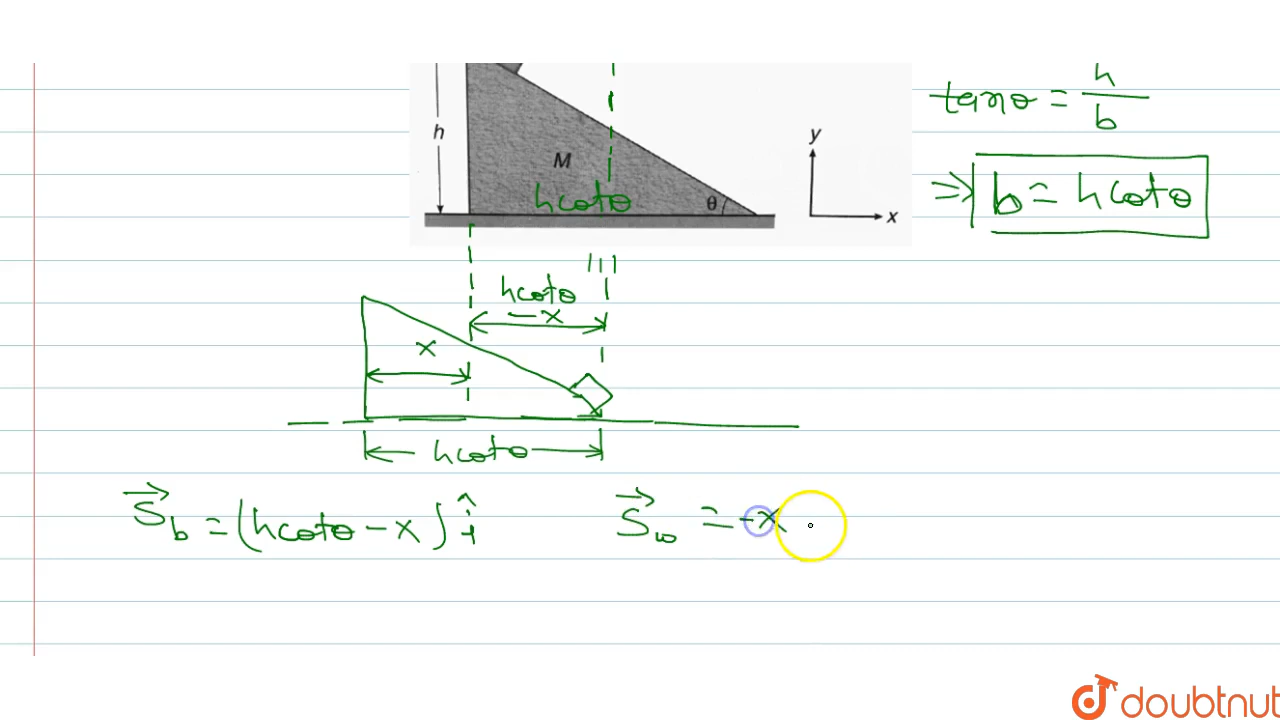 h
M
hcotθ
θ
y
x
tanθ = h/b
⇒ b = hcotθ
hcotθ
- x
x
hcotθ
S⃗b = (hcotθ - x) î
S⃗w = -x
doubtnut